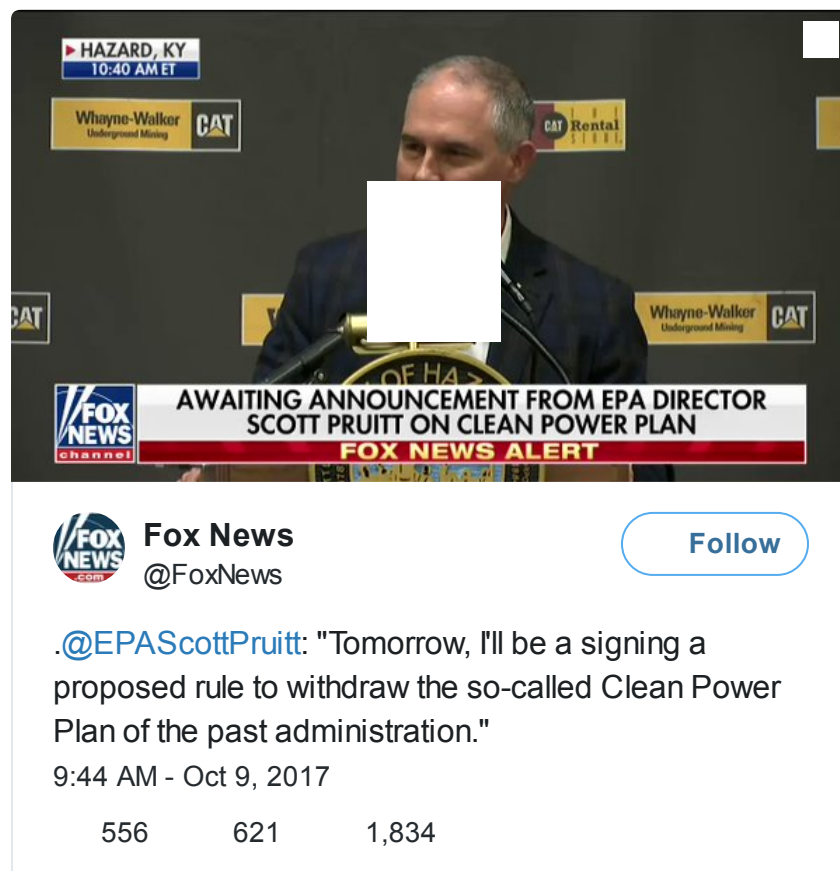 HAZARD, KY
10:40 AM ET
Whayne-Walker
Underground Mining
CAT
CAT Rental
CAT
Whayne-Walker
Underground Mining
CAT
OF HAZ
FOX
NEWS
channel
AWAITING ANNOUNCEMENT FROM EPA DIRECTOR
SCOTT PRUITT ON CLEAN POWER PLAN
FOX NEWS ALERT
FOX
NEWS
.com
Fox News
@FoxNews
Follow
.@EPAScottPruitt: "Tomorrow, I'll be a signing a
proposed rule to withdraw the so-called Clean Power
Plan of the past administration."
9:44 AM - Oct 9, 2017
556 621 1,834